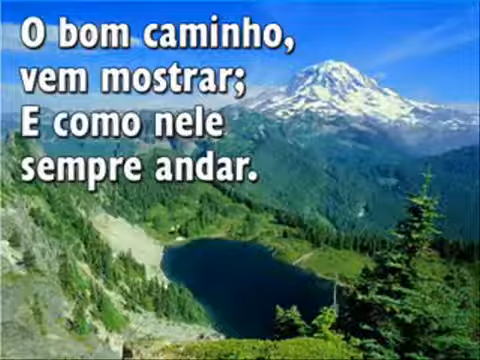 O bom caminho,
vem mostrar;
E como nele
sempre andar.